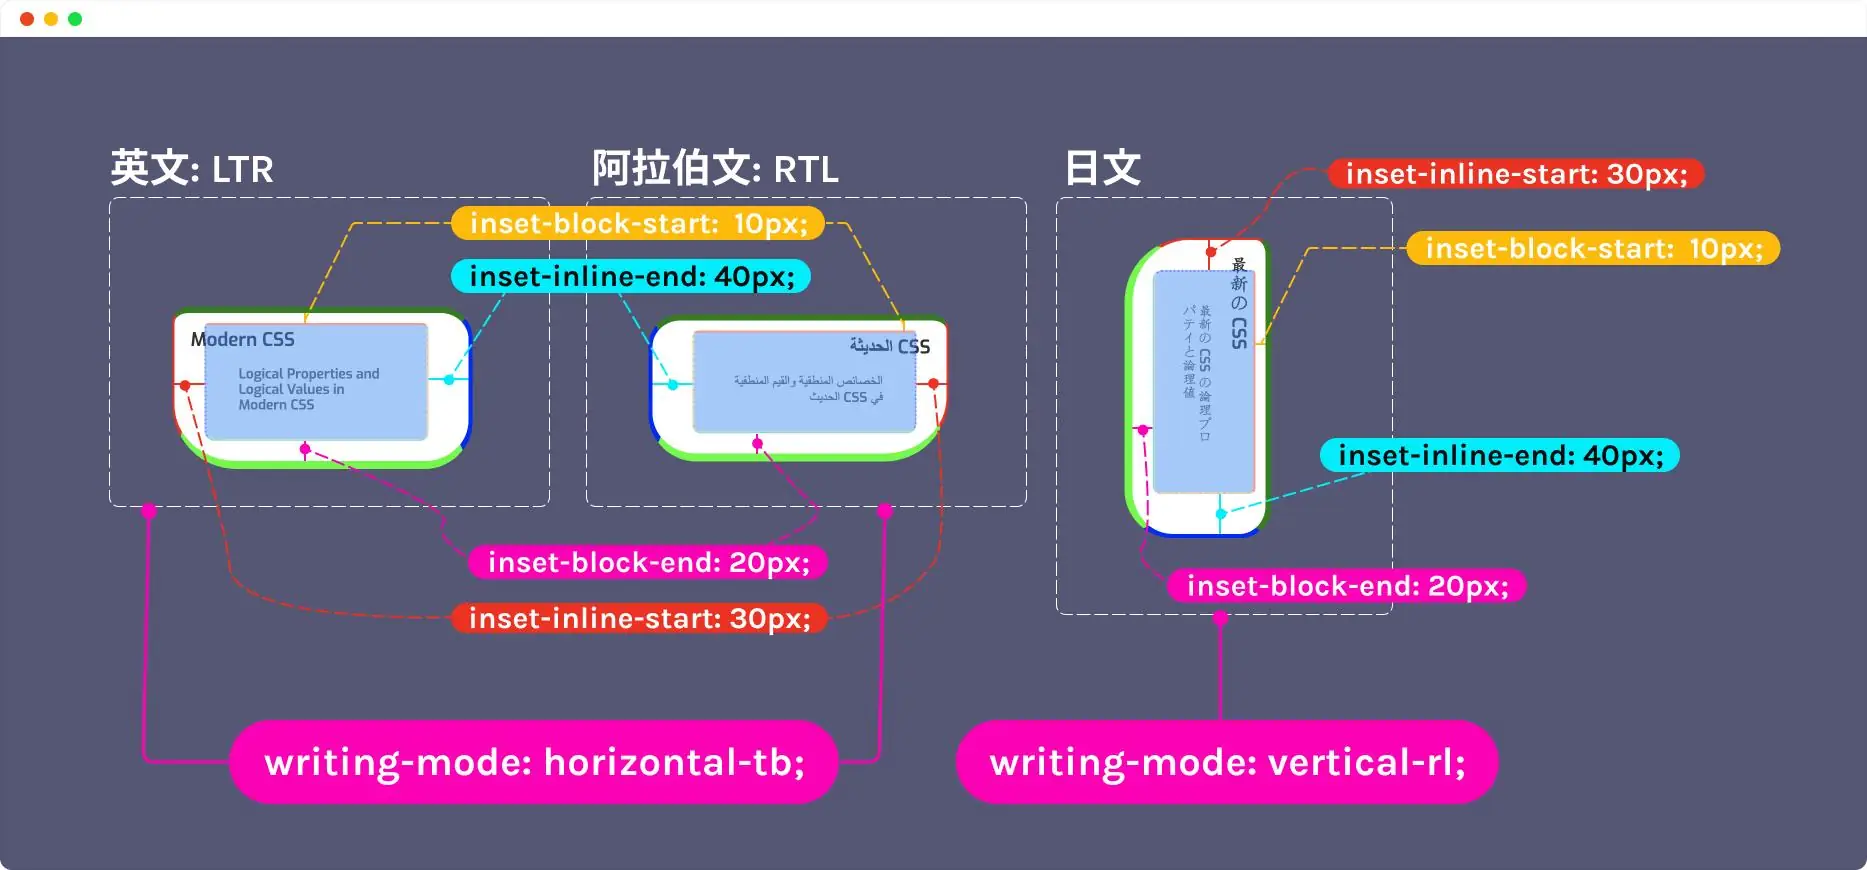 英文: LTR
阿拉伯文: RTL
日文
inset-inline-start: 30px;
inset-block-start: 10px;
inset-block-start: 10px;
inset-inline-end: 40px;
Modern CSS
Logical Properties and
Logical Values in
Modern CSS
CSS الحديثة
الخصائص المنطقية والقيم المنطقية
في CSS الحديث
最新の CSS
最新の CSS の論理プロ
パティと論理値
inset-inline-end: 40px;
inset-block-end: 20px;
inset-block-end: 20px;
inset-inline-start: 30px;
writing-mode: horizontal-tb;
writing-mode: vertical-rl;